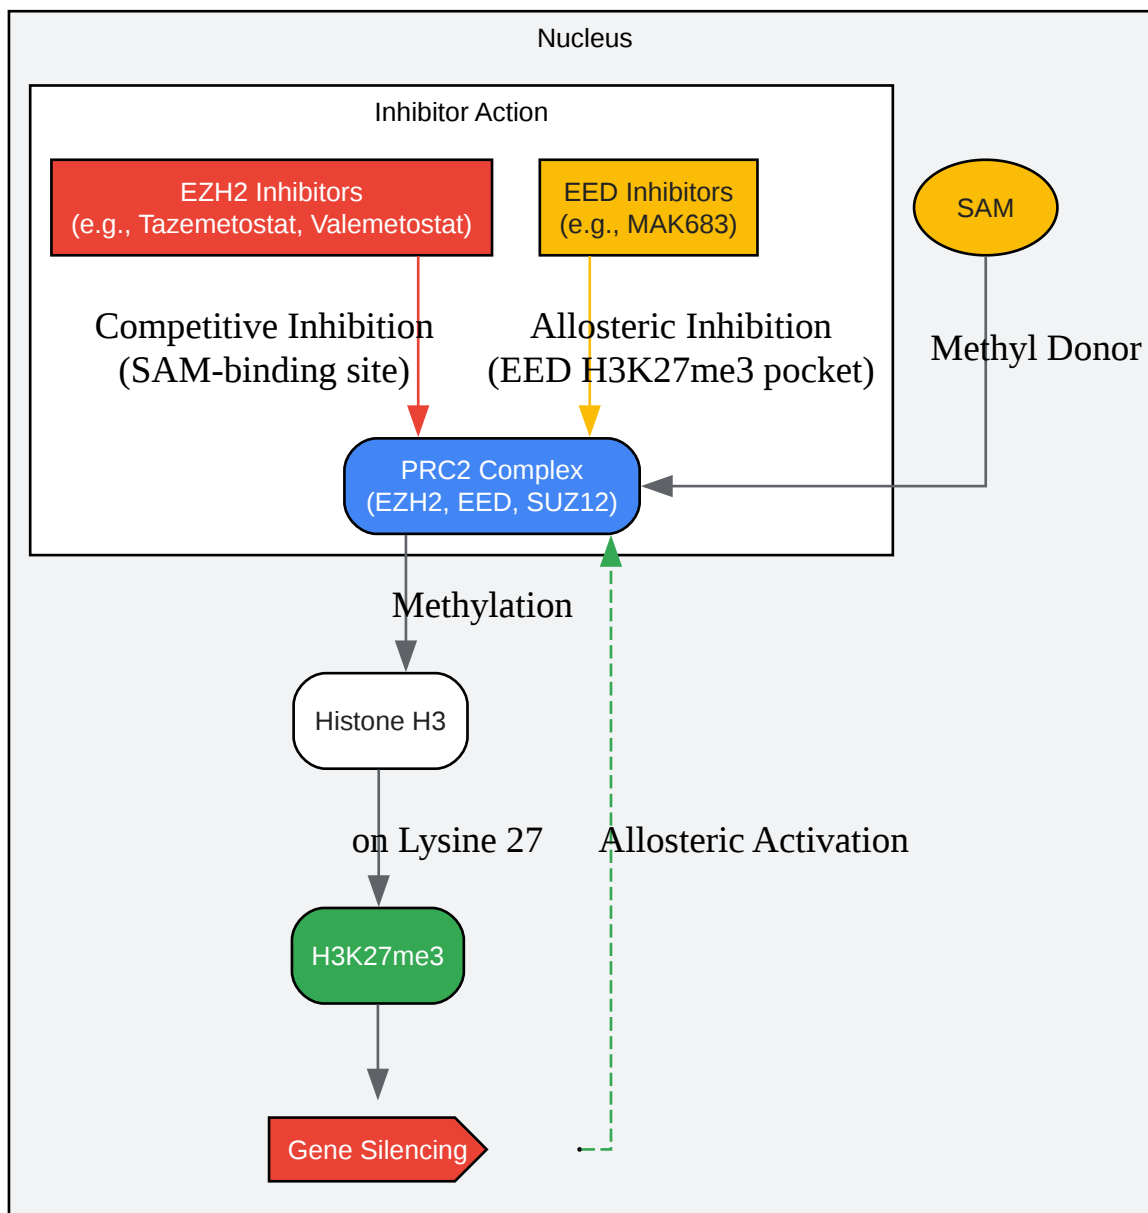 Nucleus
Inhibitor Action
EZH2 Inhibitors
(e.g., Tazemetostat, Valemetostat)
EED Inhibitors
(e.g., MAK683)
SAM
Competitive Inhibition
(SAM-binding site)
Allosteric Inhibition
(EED H3K27me3 pocket)
Methyl Donor
PRC2 Complex
(EZH2, EED, SUZ12)
Methylation
Histone H3
on Lysine 27
Allosteric Activation
H3K27me3
Gene Silencing